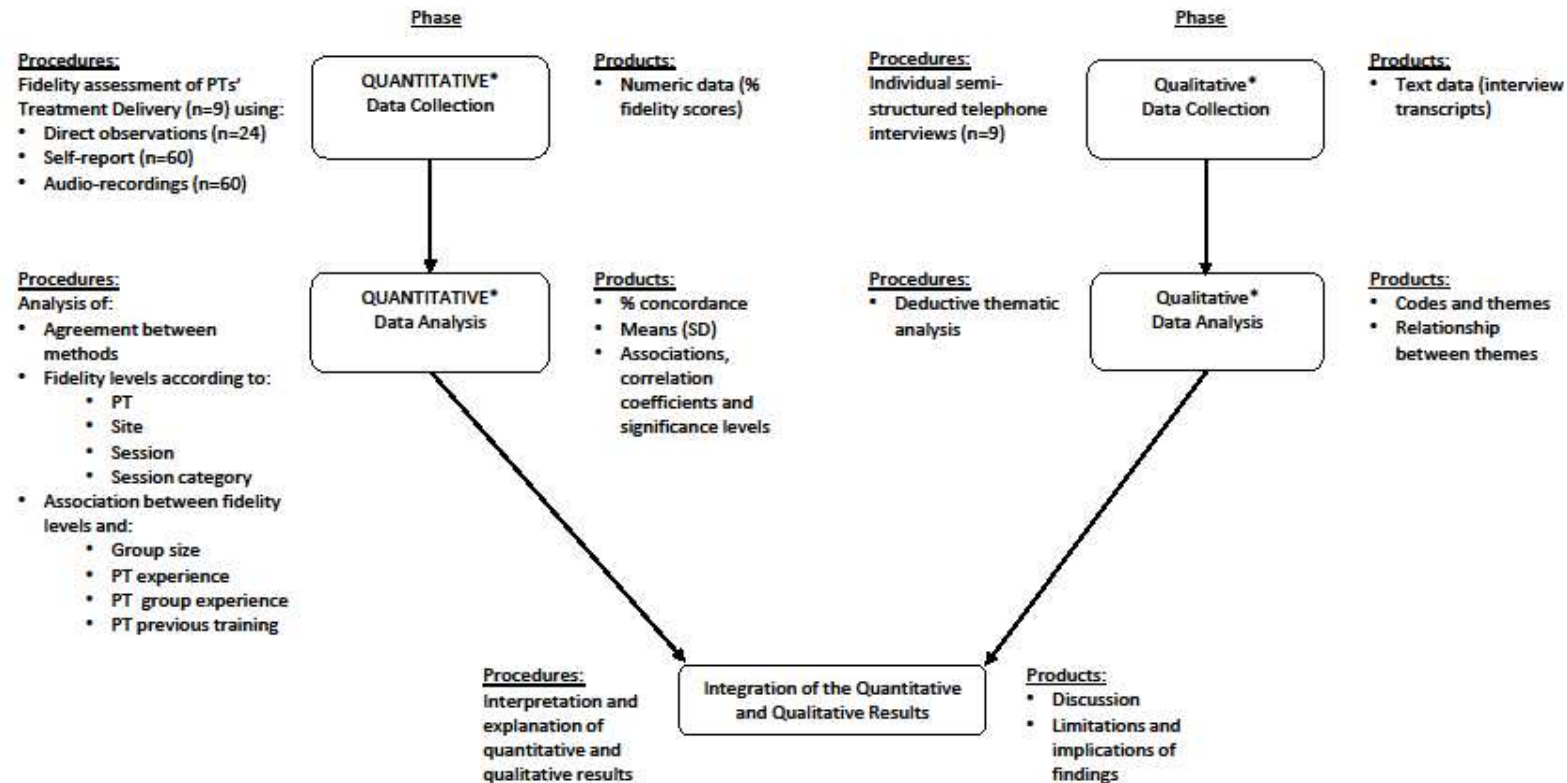 Phase
Procedures:
Fidelity assessment of PTs'
Treatment Delivery (n=9) using:
• Direct observations (n=24)
• Self-report (n=60)
• Audio-recordings (n=60)
QUANTITATIVE*
Data Collection
Products:
• Numeric data (%
fidelity scores)
Procedures:
Analysis of:
• Agreement between
methods
• Fidelity levels according to:
• PT
• Site
• Session
• Session category
• Association between fidelity
levels and:
• Group size
• PT experience
• PT group experience
• PT previous training
QUANTITATIVE*
Data Analysis
Products:
• % concordance
• Means (SD)
• Associations,
correlation
coefficients and
significance levels
Phase
Procedures:
Individual semi-
structured telephone
interviews (n=9)
Qualitative*
Data Collection
Products:
• Text data (interview
transcripts)
Procedures:
• Deductive thematic
analysis
Qualitative*
Data Analysis
Products:
• Codes and themes
• Relationship
between themes
Procedures:
Interpretation and
explanation of
quantitative and
qualitative results
Integration of the Quantitative
and Qualitative Results
Products:
• Discussion
• Limitations and
implications of
findings